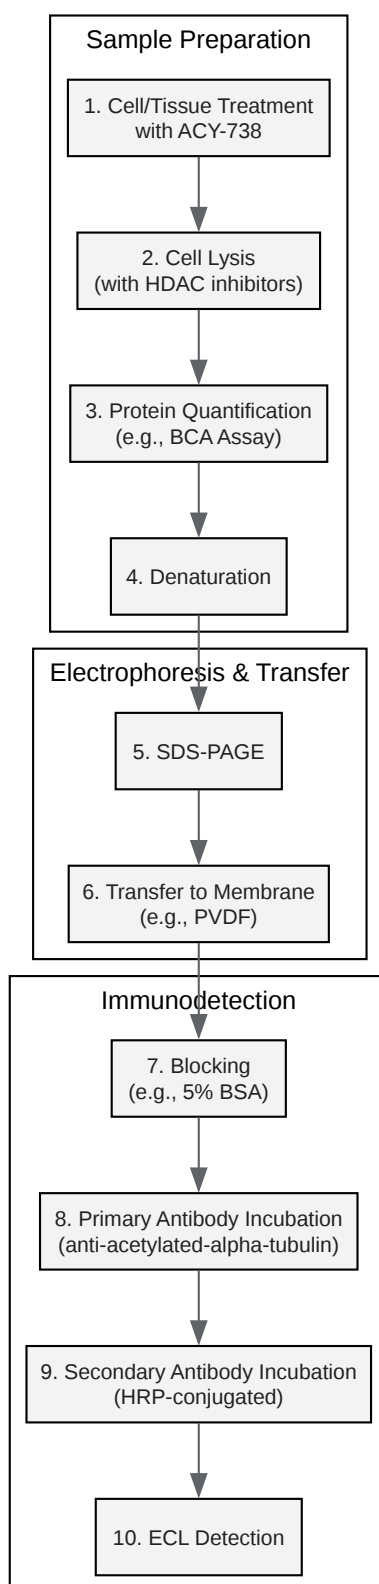 Sample Preparation
1. Cell/Tissue Treatment
with ACY-738
2. Cell Lysis
(with HDAC inhibitors)
3. Protein Quantification
(e.g., BCA Assay)
4. Denaturation
Electrophoresis & Transfer
5. SDS-PAGE
6. Transfer to Membrane
(e.g., PVDF)
Immunodetection
7. Blocking
(e.g., 5% BSA)
8. Primary Antibody Incubation
(anti-acetylated-alpha-tubulin)
9. Secondary Antibody Incubation
(HRP-conjugated)
10. ECL Detection